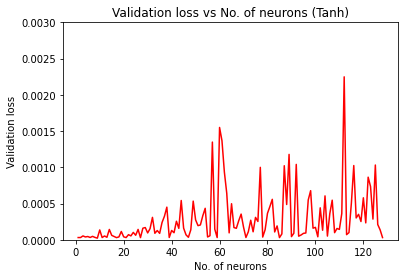 Validation loss vs No. of neurons (Tanh)
0.0030
0.0025
0.0020
0.0015
0.0010
0.0005
0.0000
Validation loss
0 20 40 60 80 100 120
No. of neurons